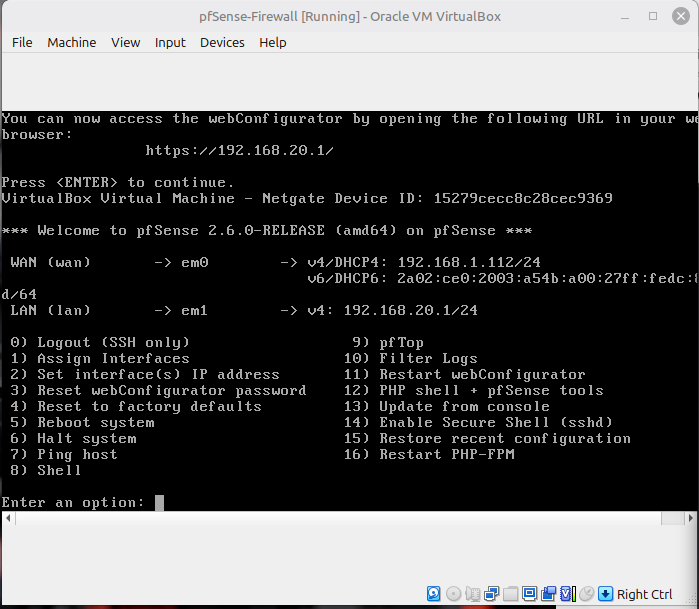 pfSense-Firewall [Running] - Oracle VM VirtualBox
File Machine View Input Devices Help
You can now access the webConfigurator by opening the following URL in your we
browser:
https://192.168.20.1/
Press <ENTER> to continue.
VirtualBox Virtual Machine - Netgate Device ID: 15279cecc8c28cec9369
*** Welcome to pfSense 2.6.0-RELEASE (amd64) on pfSense ***
WAN (wan) -> em0 -> v4/DHCP4: 192.168.1.112/24
v6/DHCP6: 2a02:ce0:2003:a54b:a00:27ff:fedc:8
d/64
LAN (lan) -> em1 -> v4: 192.168.20.1/24
0) Logout (SSH only) 9) pfTop
1) Assign Interfaces 10) Filter Logs
2) Set interface(s) IP address 11) Restart webConfigurator
3) Reset webConfigurator password 12) PHP shell + pfSense tools
4) Reset to factory defaults 13) Update from console
5) Reboot system 14) Enable Secure Shell (sshd)
6) Halt system 15) Restore recent configuration
7) Ping host 16) Restart PHP-FPM
8) Shell
Enter an option:
Right Ctrl